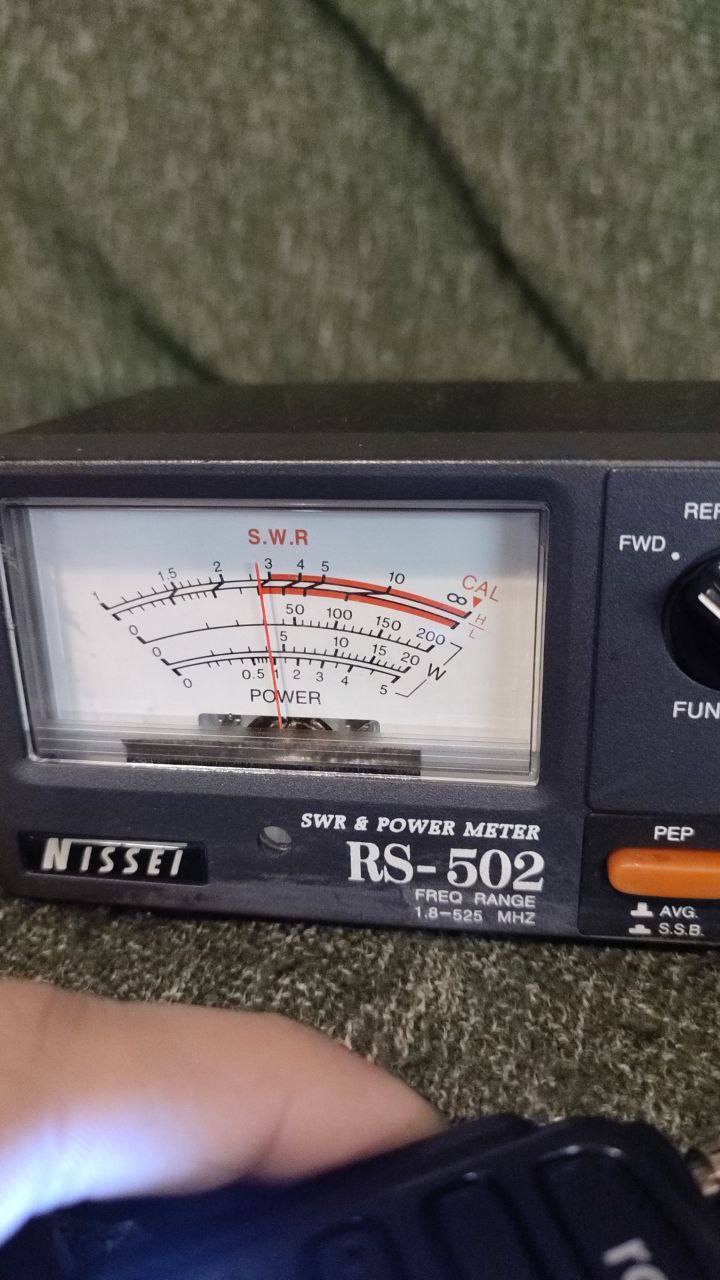 S.W.R
1 1.5 2 3 4 5 10 ∞ CAL
H
L
0 50 100 150 200
0 5 10 15 20 W
0 0.5 1 2 3 4 5
POWER
FWD
FUN
SWR & POWER METER
NISSEI
RS-502
FREQ RANGE
1.8-525 MHZ
PEP
AVG.
S.S.B.